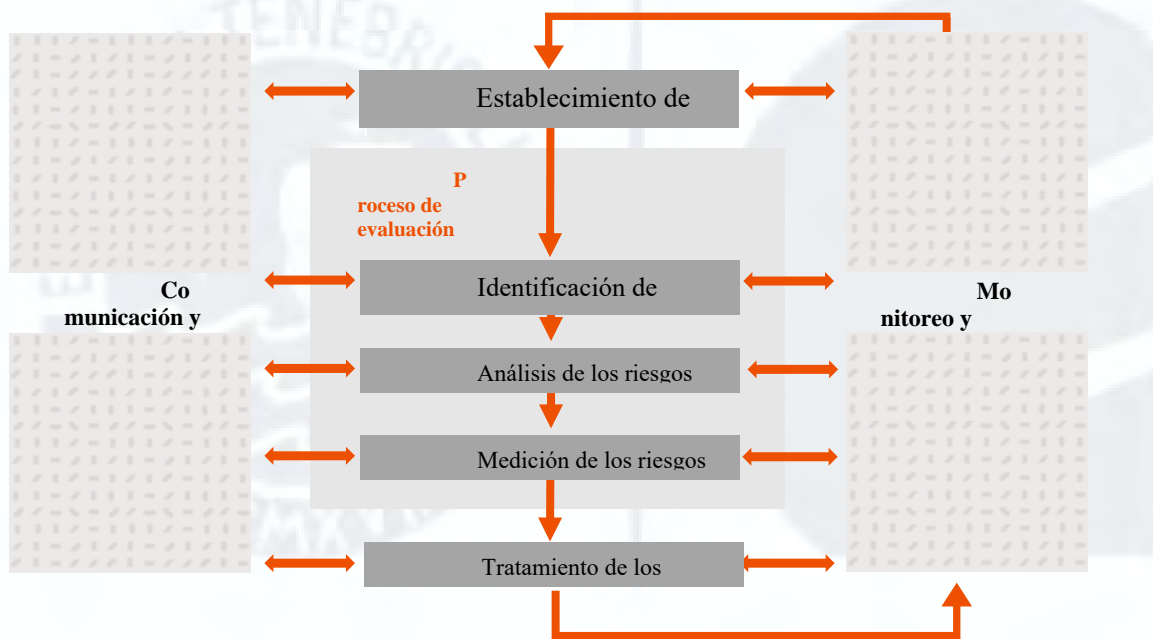 TENEBRIS
Establecimiento de
P
roceso de
evaluación
Identificación de
Co
municación y
Mo
nitoreo y
Análisis de los riesgos
Medición de los riesgos
Tratamiento de los